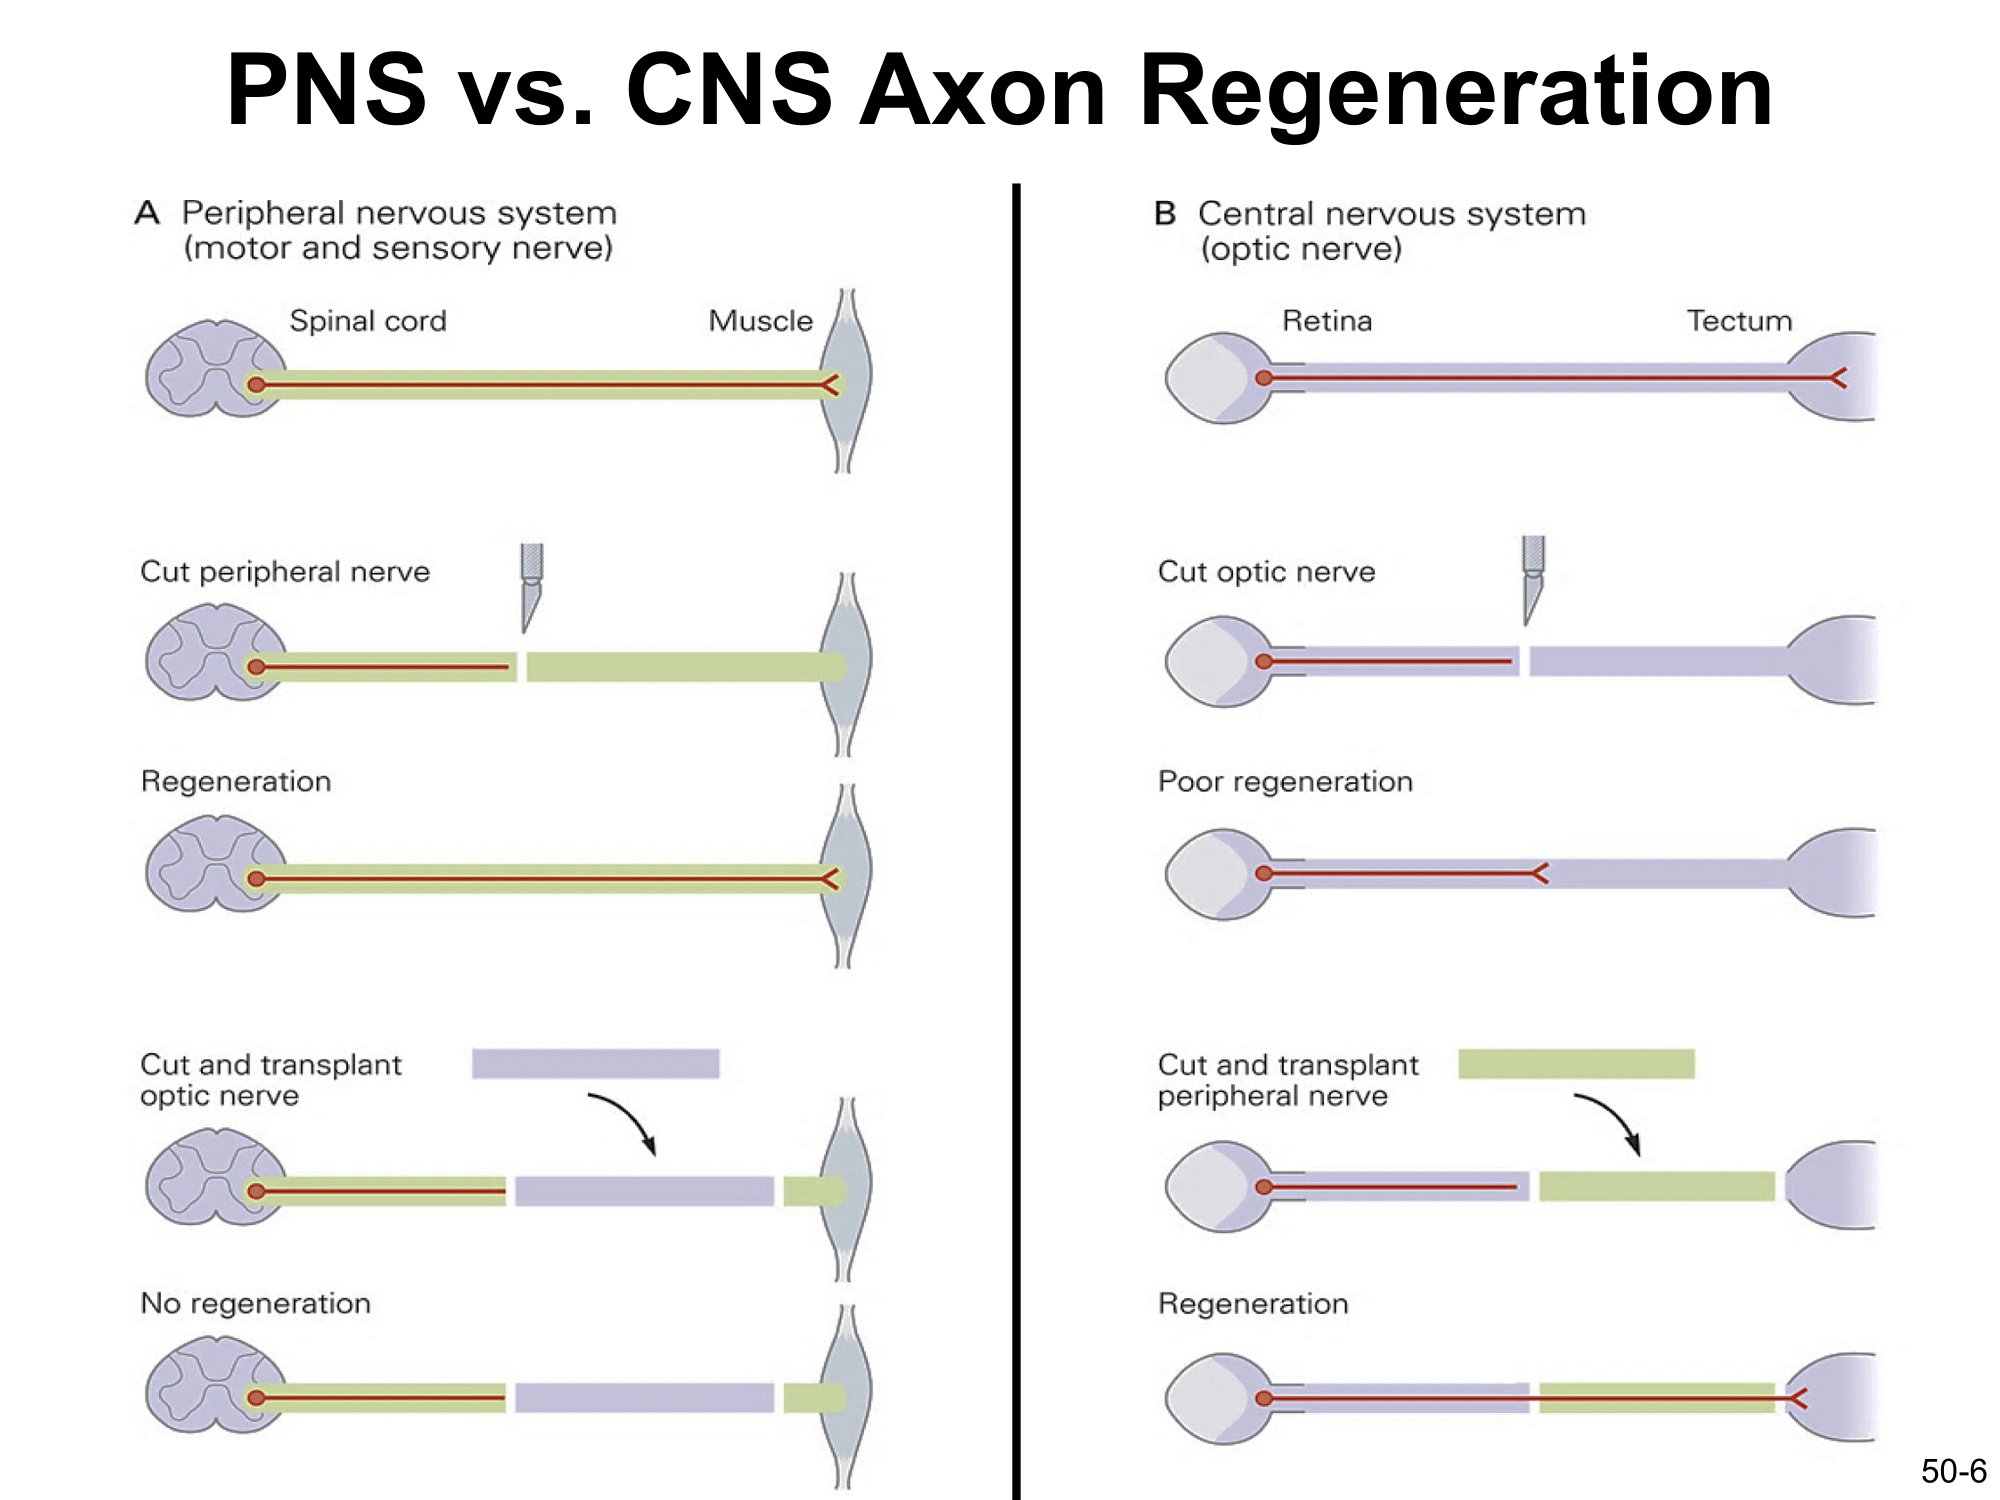 PNS vs. CNS Axon Regeneration
A Peripheral nervous system
(motor and sensory nerve)
Spinal cord
Muscle
Cut peripheral nerve
Regeneration
Cut and transplant
optic nerve
No regeneration
B Central nervous system
(optic nerve)
Retina
Tectum
Cut optic nerve
Poor regeneration
Cut and transplant
peripheral nerve
Regeneration
50-6